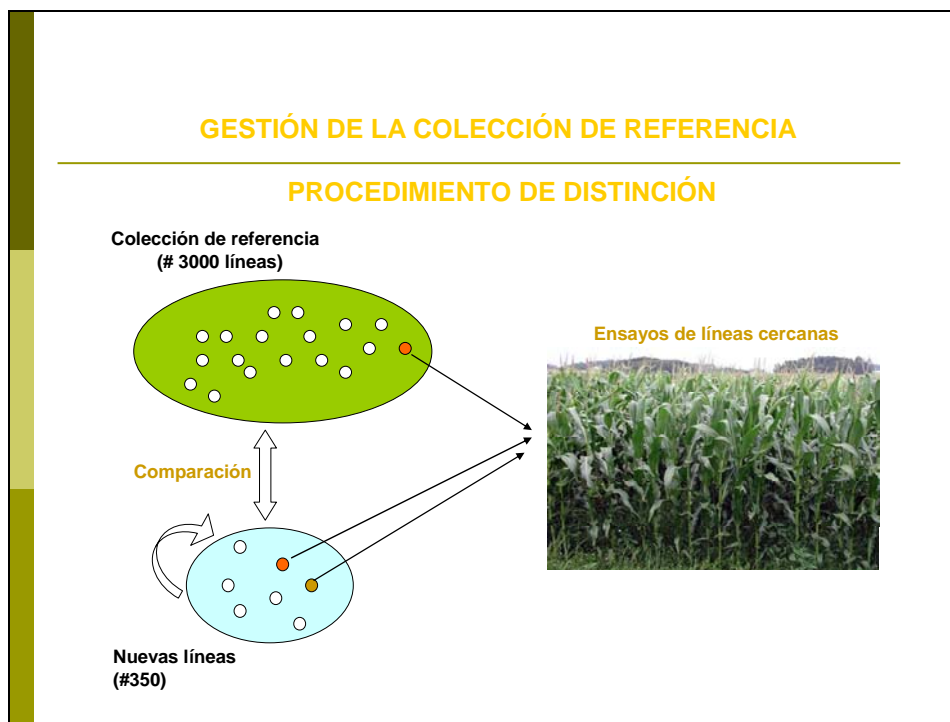 GESTIÓN DE LA COLECCIÓN DE REFERENCIA
PROCEDIMIENTO DE DISTINCIÓN
Colección de referencia
(# 3000 líneas)
Ensayos de líneas cercanas
Comparación
Nuevas líneas
(#350)